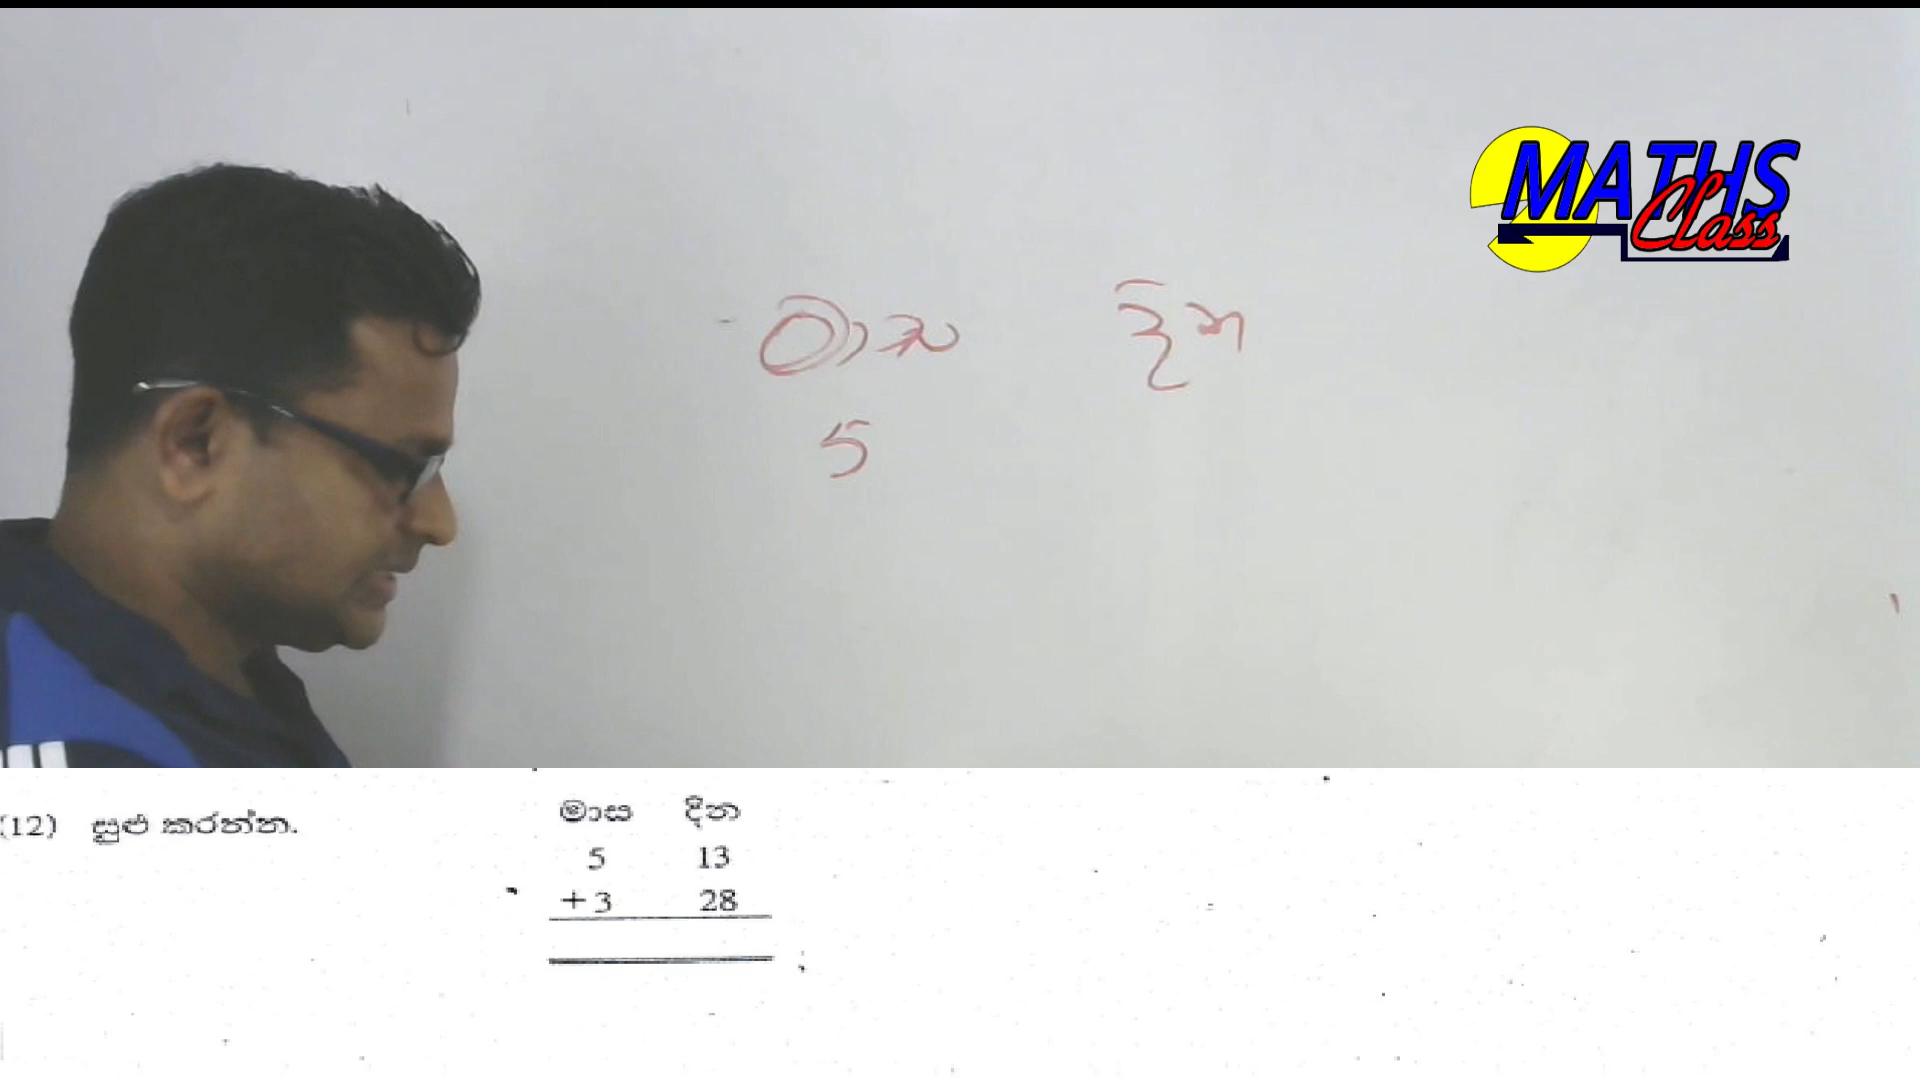 MATHS
Class
මාස දින
5
(12) සුළු කරන්න.
මාස දින
5 13
+ 3 28